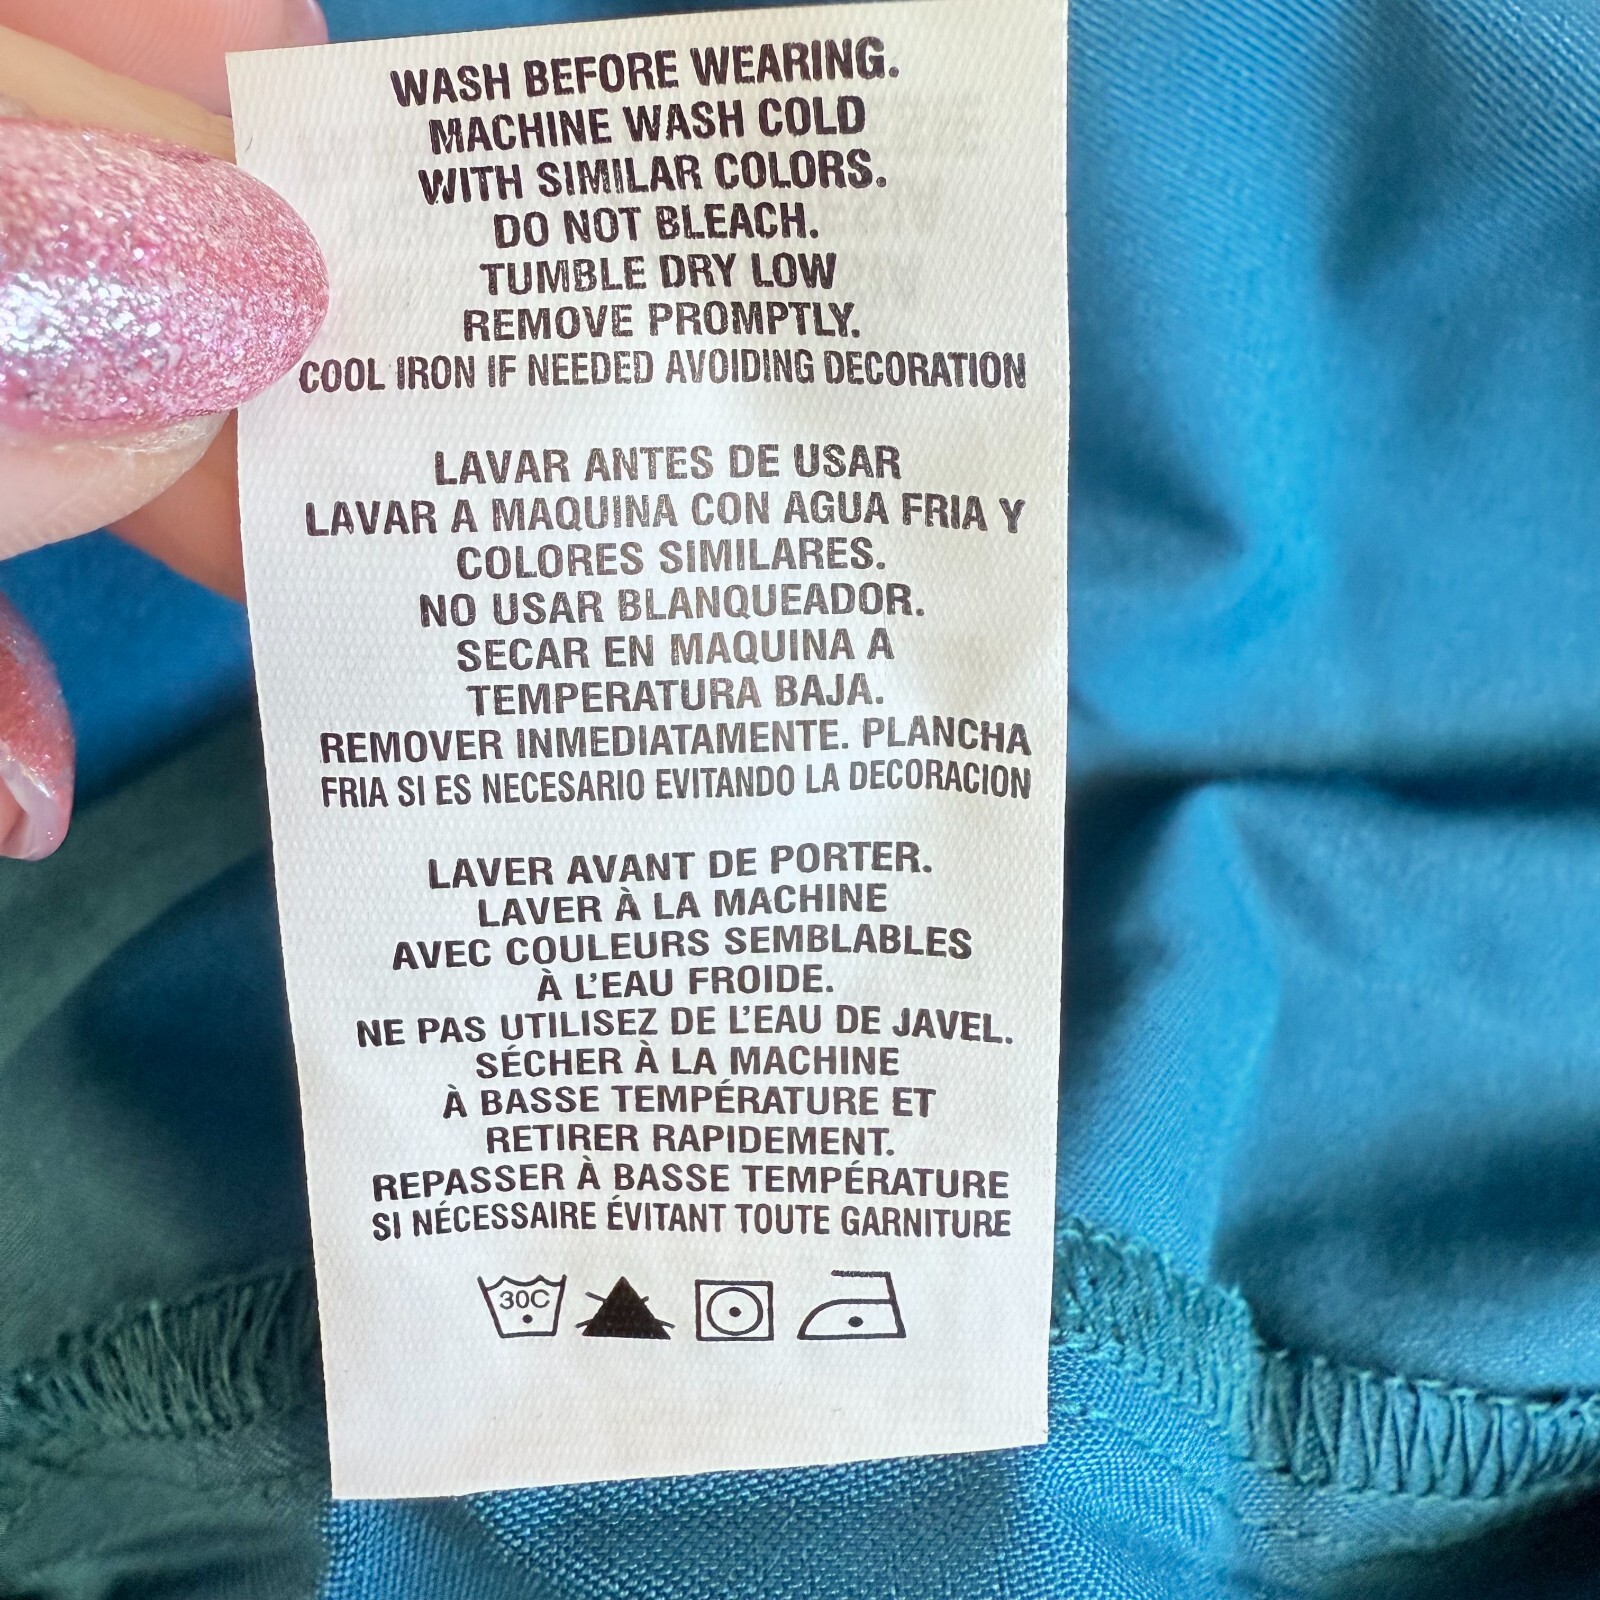 WASH BEFORE WEARING.
MACHINE WASH COLD
WITH SIMILAR COLORS.
DO NOT BLEACH.
TUMBLE DRY LOW
REMOVE PROMPTLY.
COOL IRON IF NEEDED AVOIDING DECORATION
LAVAR ANTES DE USAR
LAVAR A MAQUINA CON AGUA FRIA Y
COLORES SIMILARES.
NO USAR BLANQUEADOR.
SECAR EN MAQUINA A
TEMPERATURA BAJA.
REMOVER INMEDIATAMENTE. PLANCHA
FRIA SI ES NECESARIO EVITANDO LA DECORACION
LAVER AVANT DE PORTER.
LAVER À LA MACHINE
AVEC COULEURS SEMBLABLES
À L'EAU FROIDE.
NE PAS UTILISEZ DE L'EAU DE JAVEL.
SÉCHER À LA MACHINE
À BASSE TEMPÉRATURE ET
RETIRER RAPIDEMENT.
REPASSER À BASSE TEMPÉRATURE
SI NÉCESSAIRE ÉVITANT TOUTE GARNITURE
30C